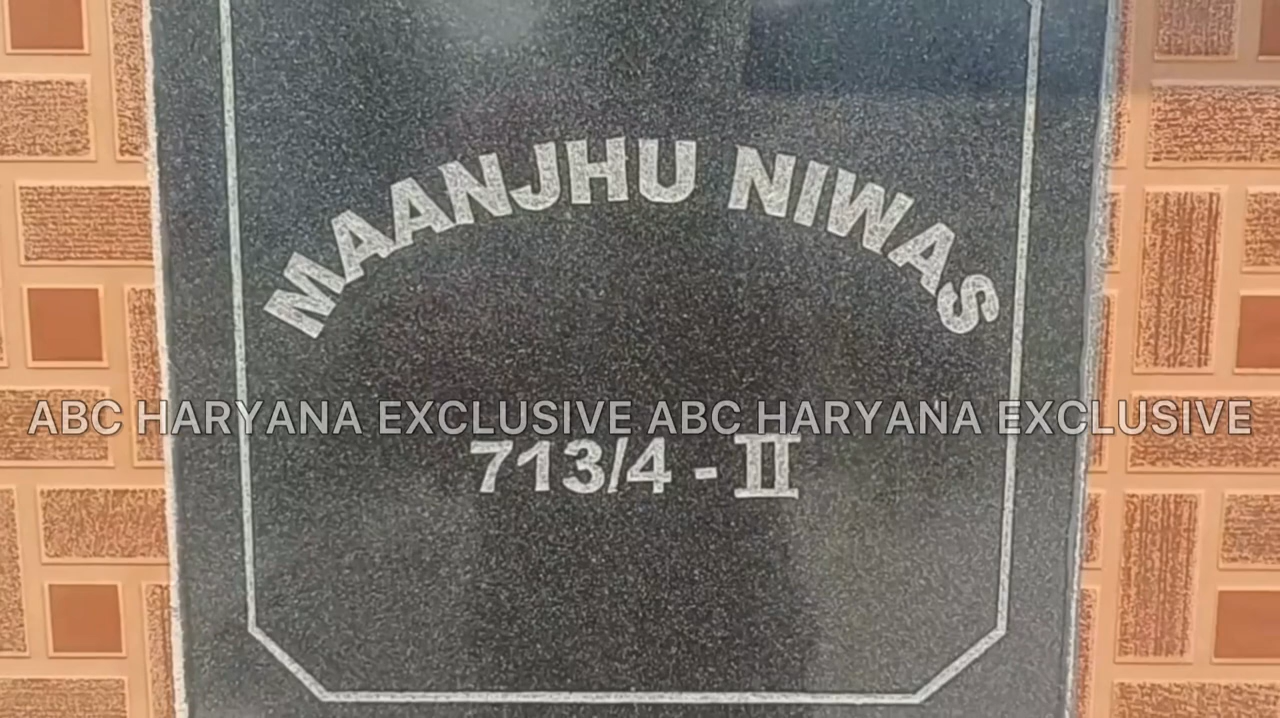 MAANJHU NIWAS
ABC HARYANA EXCLUSIVE ABC HARYANA EXCLUSIVE
713/4 - II